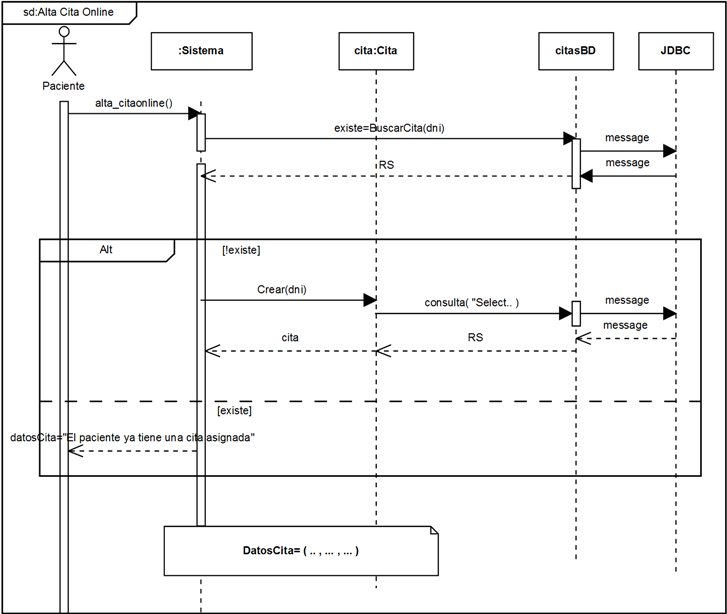 sd:Alta Cita Online
Paciente
:Sistema
cita:Cita
citasBD
JDBC
alta_citaonline()
existe=BuscarCita(dni)
message
message
RS
Alt
[!existe]
Crear(dni)
consulta( "Select.. )
message
message
cita
RS
[existe]
datosCita="El paciente ya tiene una cita asignada"
DatosCita= ( .. , ... , ... )